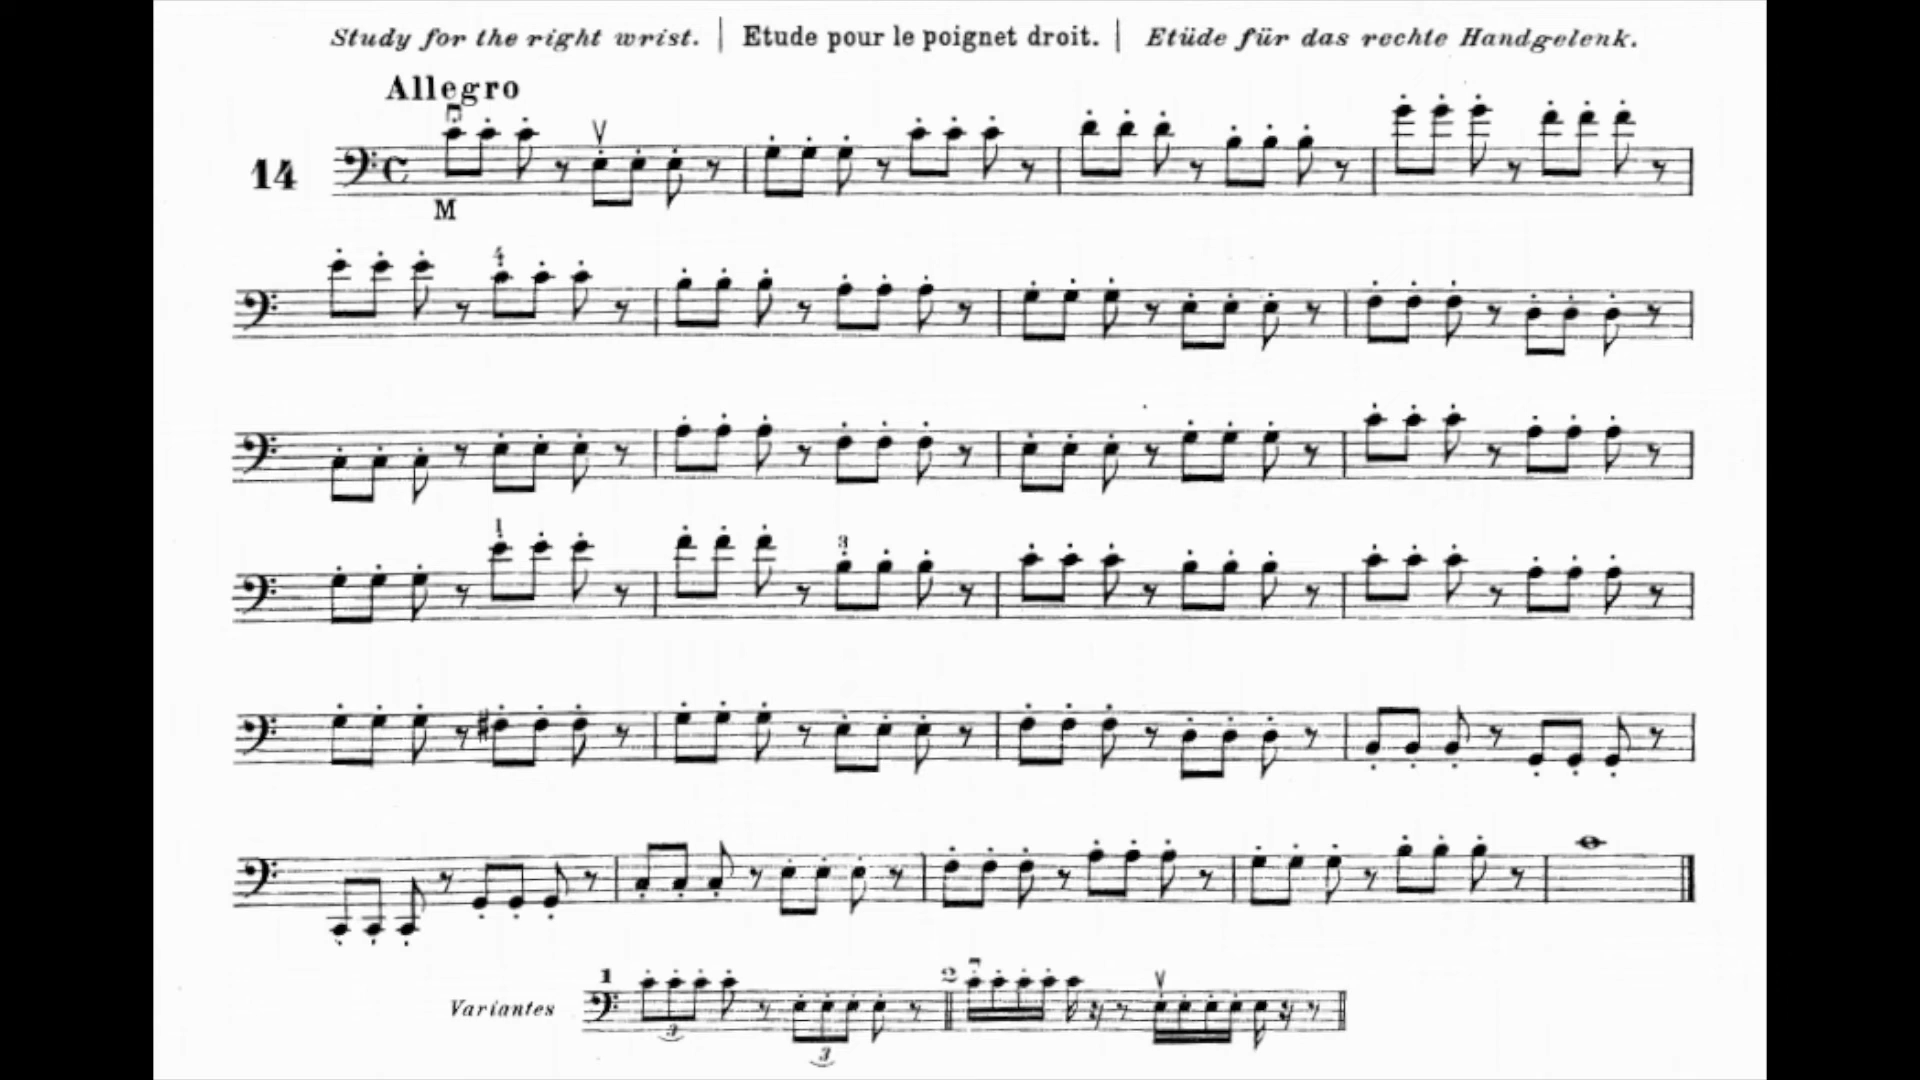 Study for the right wrist. | Etude pour le poignet droit. | Etüde für das rechte Handgelenk.
Allegro
14
M
4
1
3
1 2
Variantes
3
3